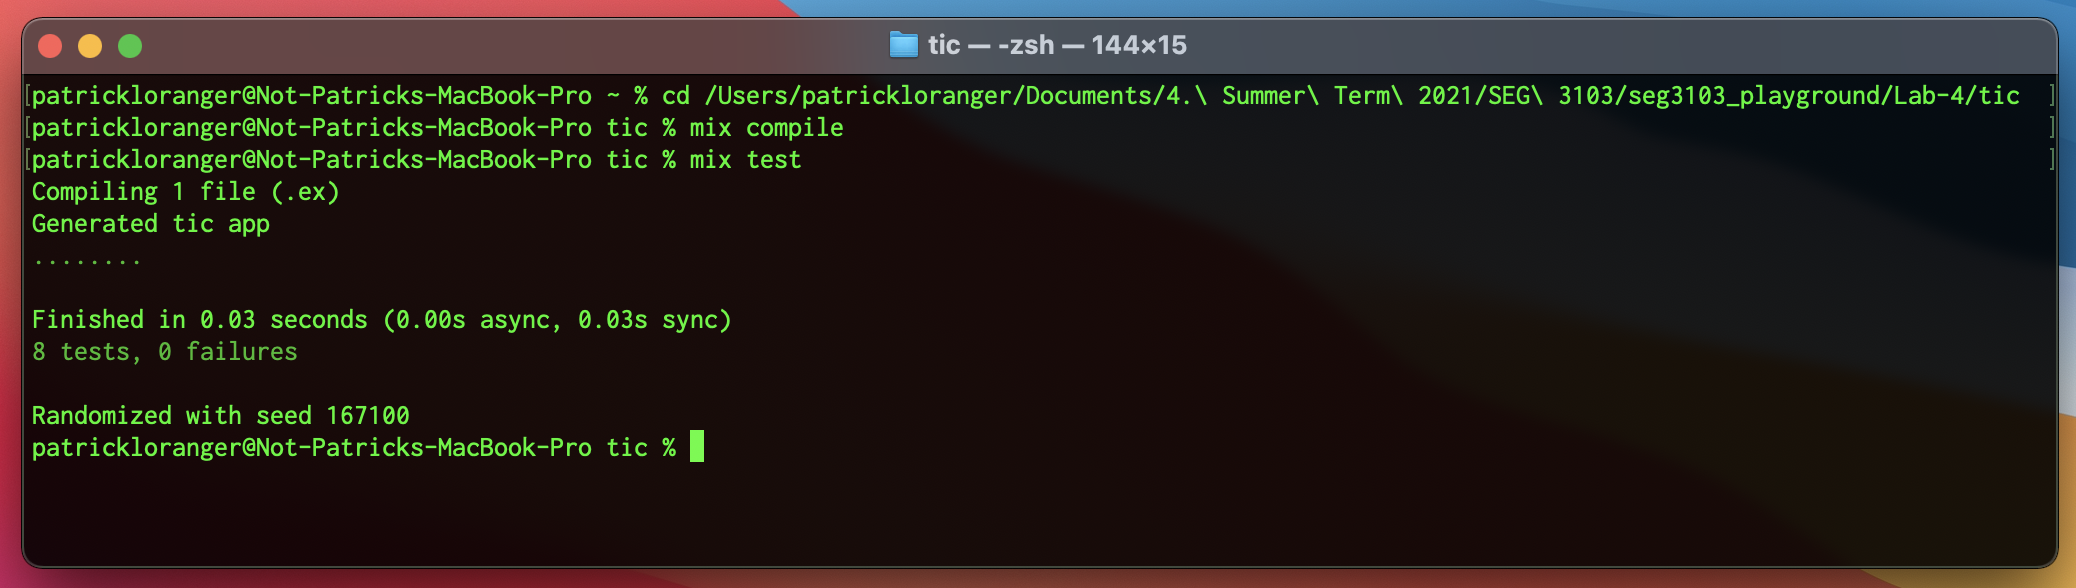 tic — -zsh — 144×15
[patrickloranger@Not-Patricks-MacBook-Pro ~ % cd /Users/patrickloranger/Documents/4.\ Summer\ Term\ 2021/SEG\ 3103/seg3103_playground/Lab-4/tic ]
[patrickloranger@Not-Patricks-MacBook-Pro tic % mix compile ]
[patrickloranger@Not-Patricks-MacBook-Pro tic % mix test ]
Compiling 1 file (.ex)
Generated tic app
........
Finished in 0.03 seconds (0.00s async, 0.03s sync)
8 tests, 0 failures
Randomized with seed 167100
patrickloranger@Not-Patricks-MacBook-Pro tic %